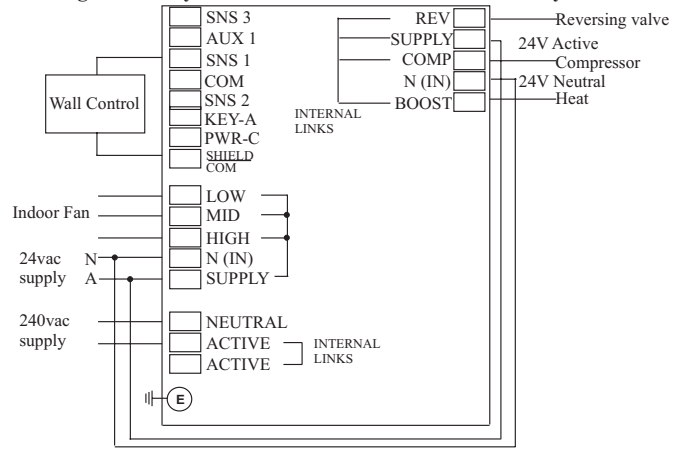 SNS 3
AUX 1
SNS 1
COM
SNS 2
KEY-A
PWR-C
SHIELD
COM
Wall Control
REV
SUPPLY
COMP
N (IN)
BOOST
INTERNAL
LINKS
Reversing valve
24V Active
Compressor
24V Neutral
Heat
LOW
MID
HIGH
N (IN)
SUPPLY
Indoor Fan
24vac N
supply A
240vac
supply
NEUTRAL
ACTIVE
ACTIVE
INTERNAL
LINKS
E